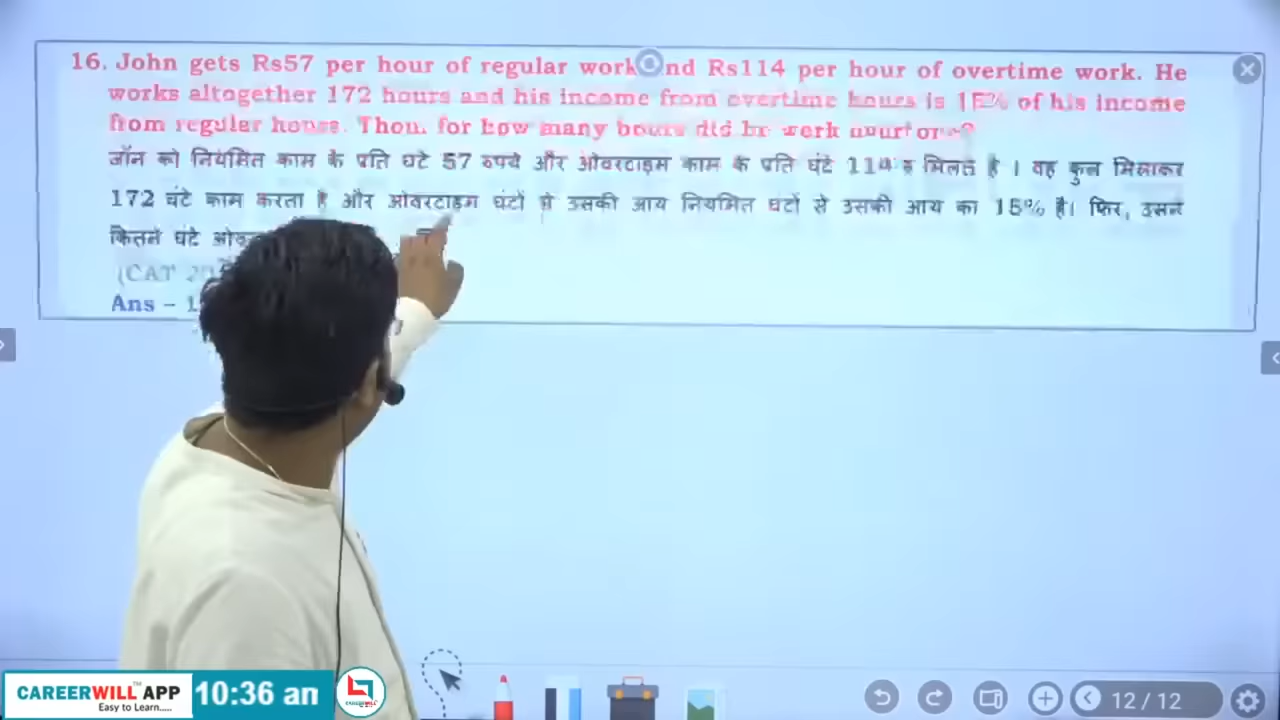 16. John gets Rs57 per hour of regular work nd Rs114 per hour of overtime work. He
works altogether 172 hours and his income from overtime hours is 15% of his income
from regular hours. for how many hours did he work
जॉन को नियमित काम के प्रति घंटे 57 रुपये और ओवरटाइम काम के प्रति घंटे 114 रु मिलते है । वह कुल मिलाकर
172 घंटे काम करता है और ओवरटाइम घंटों से उसकी आय नियमित घंटों से उसकी आय का 15% है। फिर, उसने
कितने घंटे
(CAT
Ans - 1
CAREERWILL APP
Easy to Learn.....
10:36 an
CAREERWILL
12 / 12